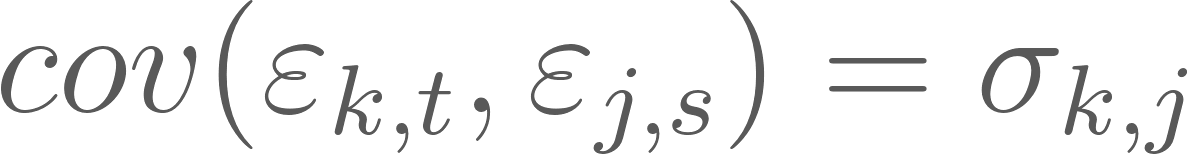 cov(ε_{k,t}, ε_{j,s}) = σ_{k,j}